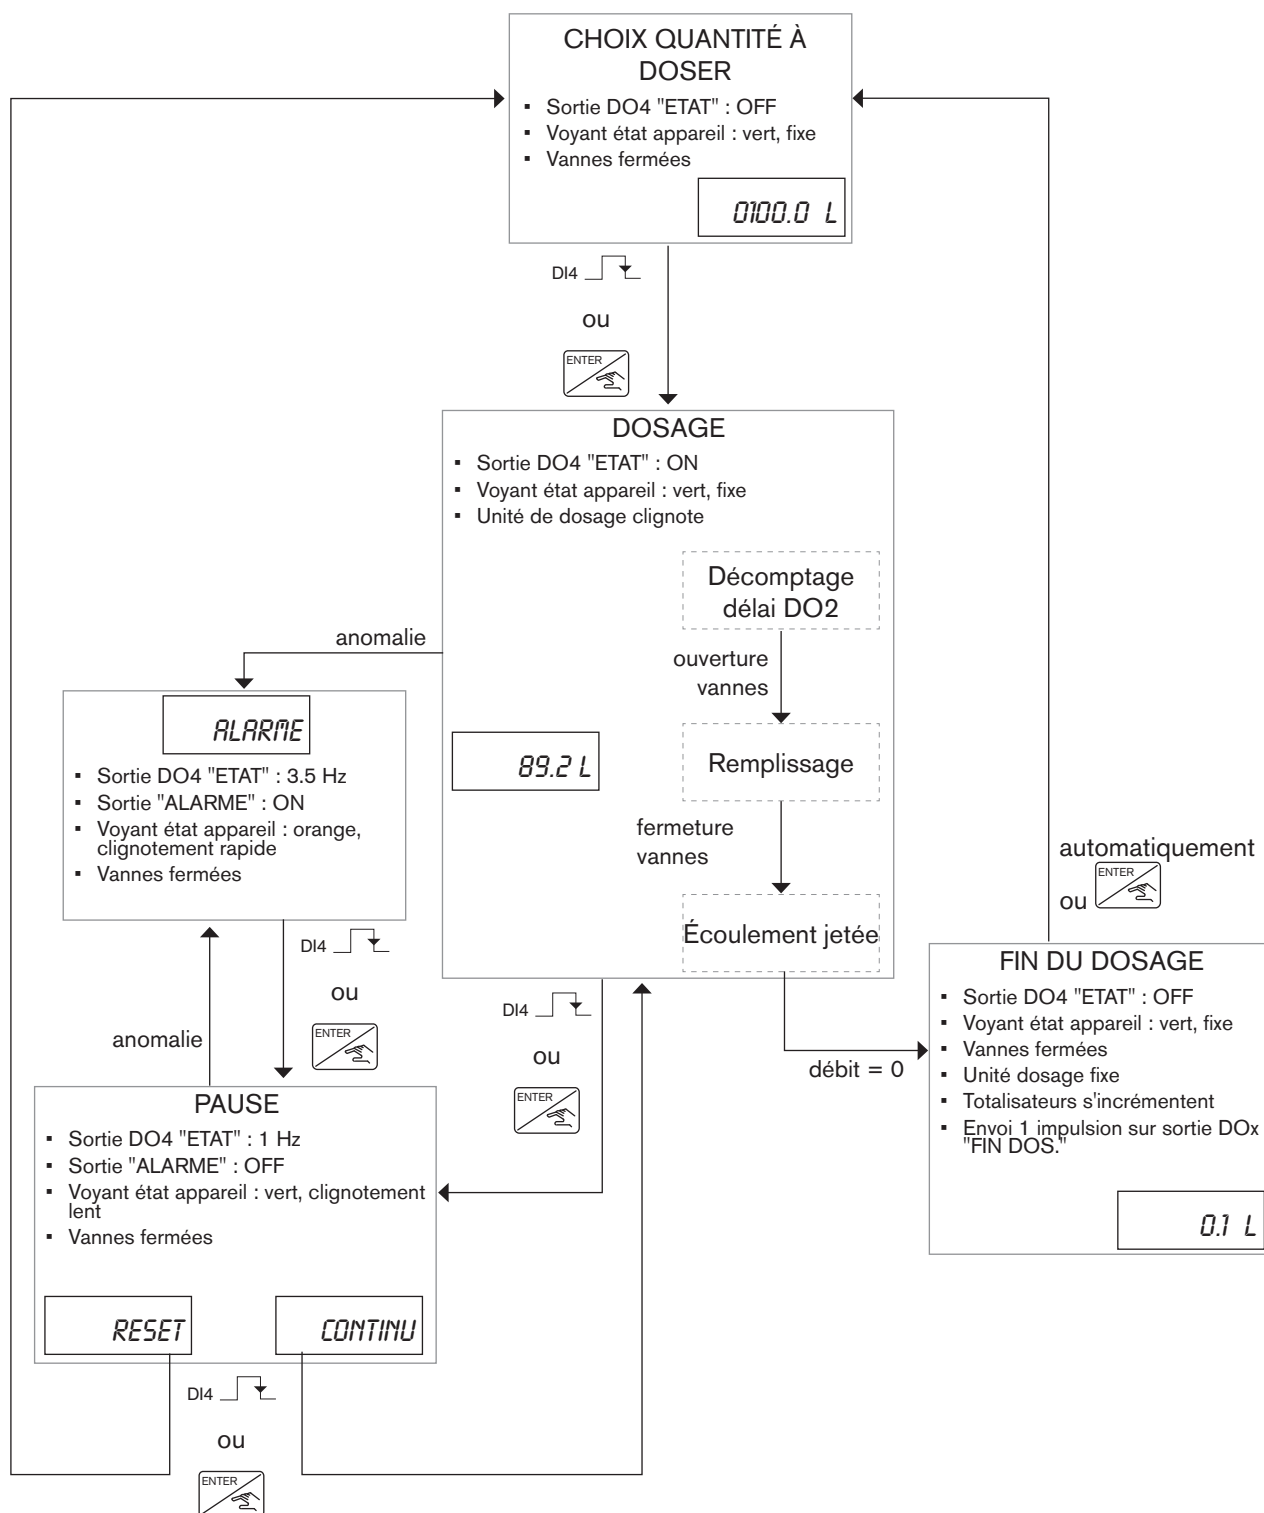 CHOIX QUANTITÉ À
DOSER
▪ Sortie DO4 "ETAT" : OFF
▪ Voyant état appareil : vert, fixe
▪ Vannes fermées
0100.0 L
DI4
ou
ENTER
DOSAGE
▪ Sortie DO4 "ETAT" : ON
▪ Voyant état appareil : vert, fixe
▪ Unité de dosage clignote
Décomptage
délai DO2
anomalie
ouverture
vannes
ALARME
▪ Sortie DO4 "ETAT" : 3.5 Hz
▪ Sortie "ALARME" : ON
▪ Voyant état appareil : orange,
clignotement rapide
▪ Vannes fermées
89.2 L
Remplissage
fermeture
vannes
Écoulement jetée
automatiquement
ou
ENTER
DI4
ou
ENTER
anomalie
DI4
ou
ENTER
débit = 0
FIN DU DOSAGE
▪ Sortie DO4 "ETAT" : OFF
▪ Voyant état appareil : vert, fixe
▪ Vannes fermées
▪ Unité dosage fixe
▪ Totalisateurs s'incrémentent
▪ Envoi 1 impulsion sur sortie DOx
"FIN DOS."
0.1 L
PAUSE
▪ Sortie DO4 "ETAT" : 1 Hz
▪ Sortie "ALARME" : OFF
▪ Voyant état appareil : vert, clignotement
lent
▪ Vannes fermées
RESET
CONTINU
DI4
ou
ENTER